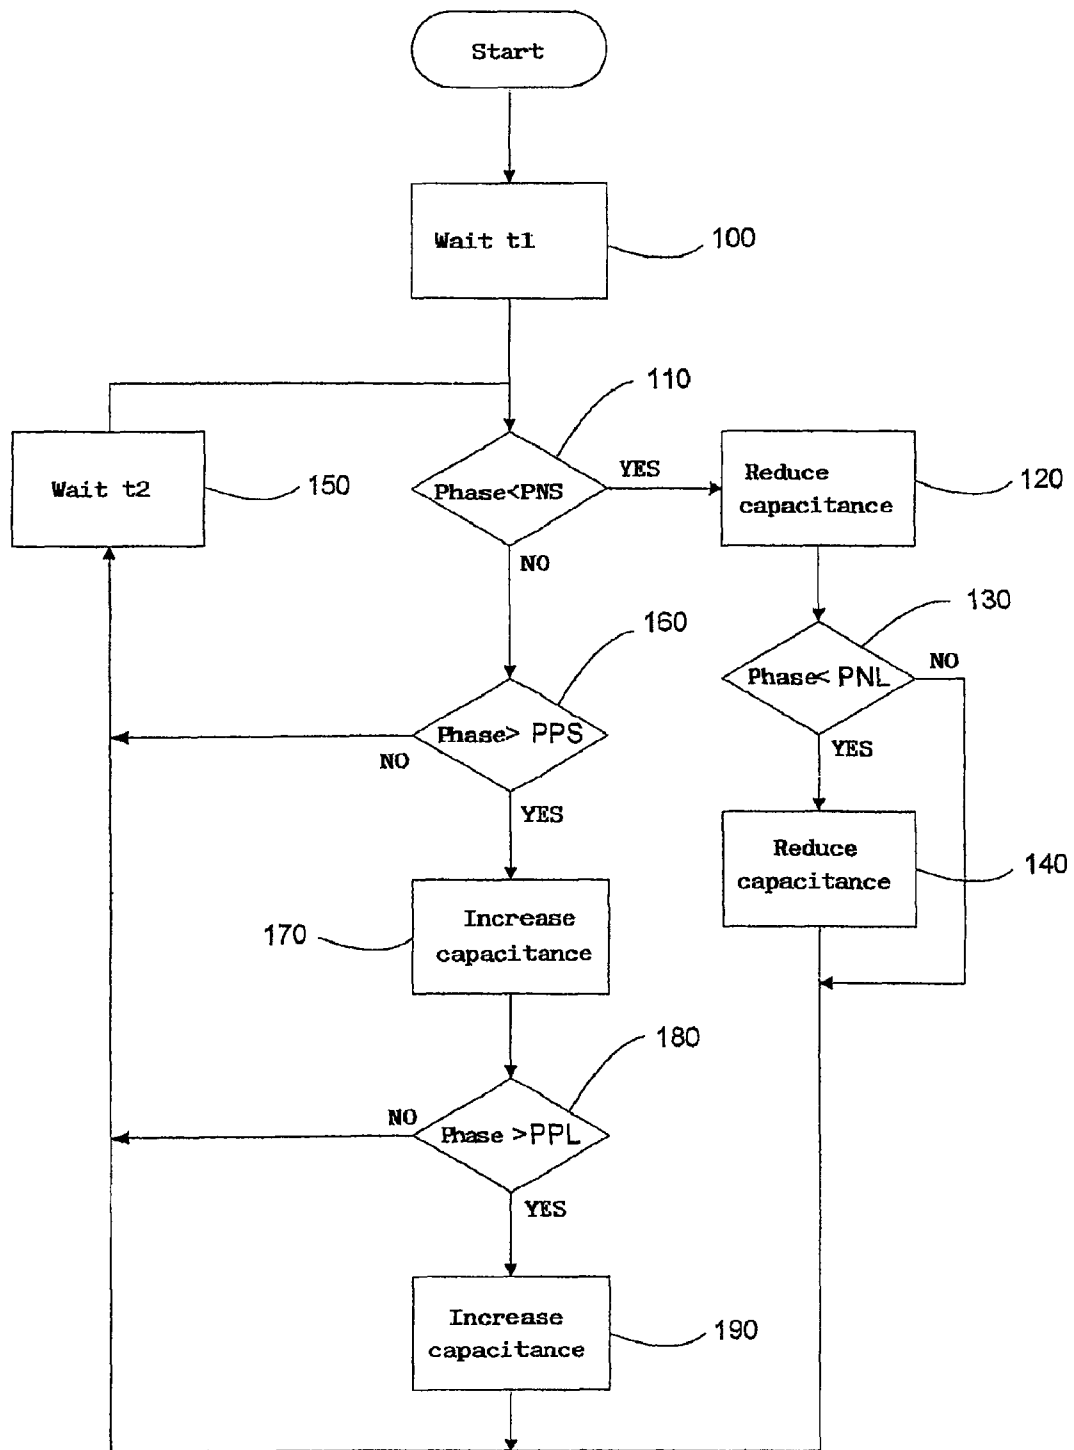 Start
Wait t1
100
110
Wait t2
150
Phase<PNS
YES
NO
Reduce
capacitance
120
130
Phase< PNL
NO
YES
160
Phase> PPS
NO
YES
Reduce
capacitance
140
170
Increase
capacitance
180
NO
Phase >PPL
YES
Increase
capacitance
190